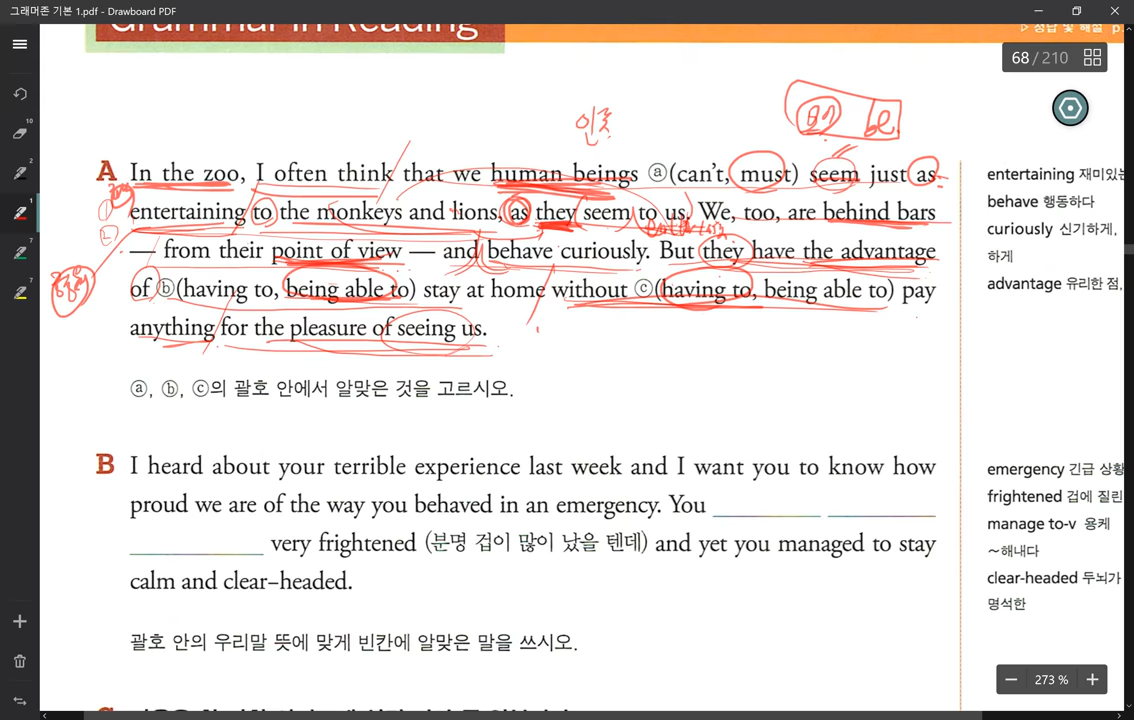 그래머존 기본 1.pdf - Drawboard PDF
Grammar in Reading
▷ 정답 및 해설 p.
68 / 210
인간
A In the zoo, I often think that we human beings ⓐ(can't, must) seem just as
entertaining to the monkeys and lions, as they seem to us. We, too, are behind bars
— from their point of view — and behave curiously. But they have the advantage
of ⓑ(having to, being able to) stay at home without ⓒ(having to, being able to) pay
anything for the pleasure of seeing us.
ⓐ, ⓑ, ⓒ의 괄호 안에서 알맞은 것을 고르시오.
entertaining 재미있는
behave 행동하다
curiously 신기하게,
하게
advantage 유리한 점,
B I heard about your terrible experience last week and I want you to know how
proud we are of the way you behaved in an emergency. You
very frightened (분명 겁이 많이 났을 텐데) and yet you managed to stay
calm and clear–headed.
괄호 안의 우리말 뜻에 맞게 빈칸에 알맞은 말을 쓰시오.
emergency 긴급 상황
frightened 겁에 질린
manage to-v 용케
~해내다
clear-headed 두뇌가
명석한
10
2
1
7
7
273 %